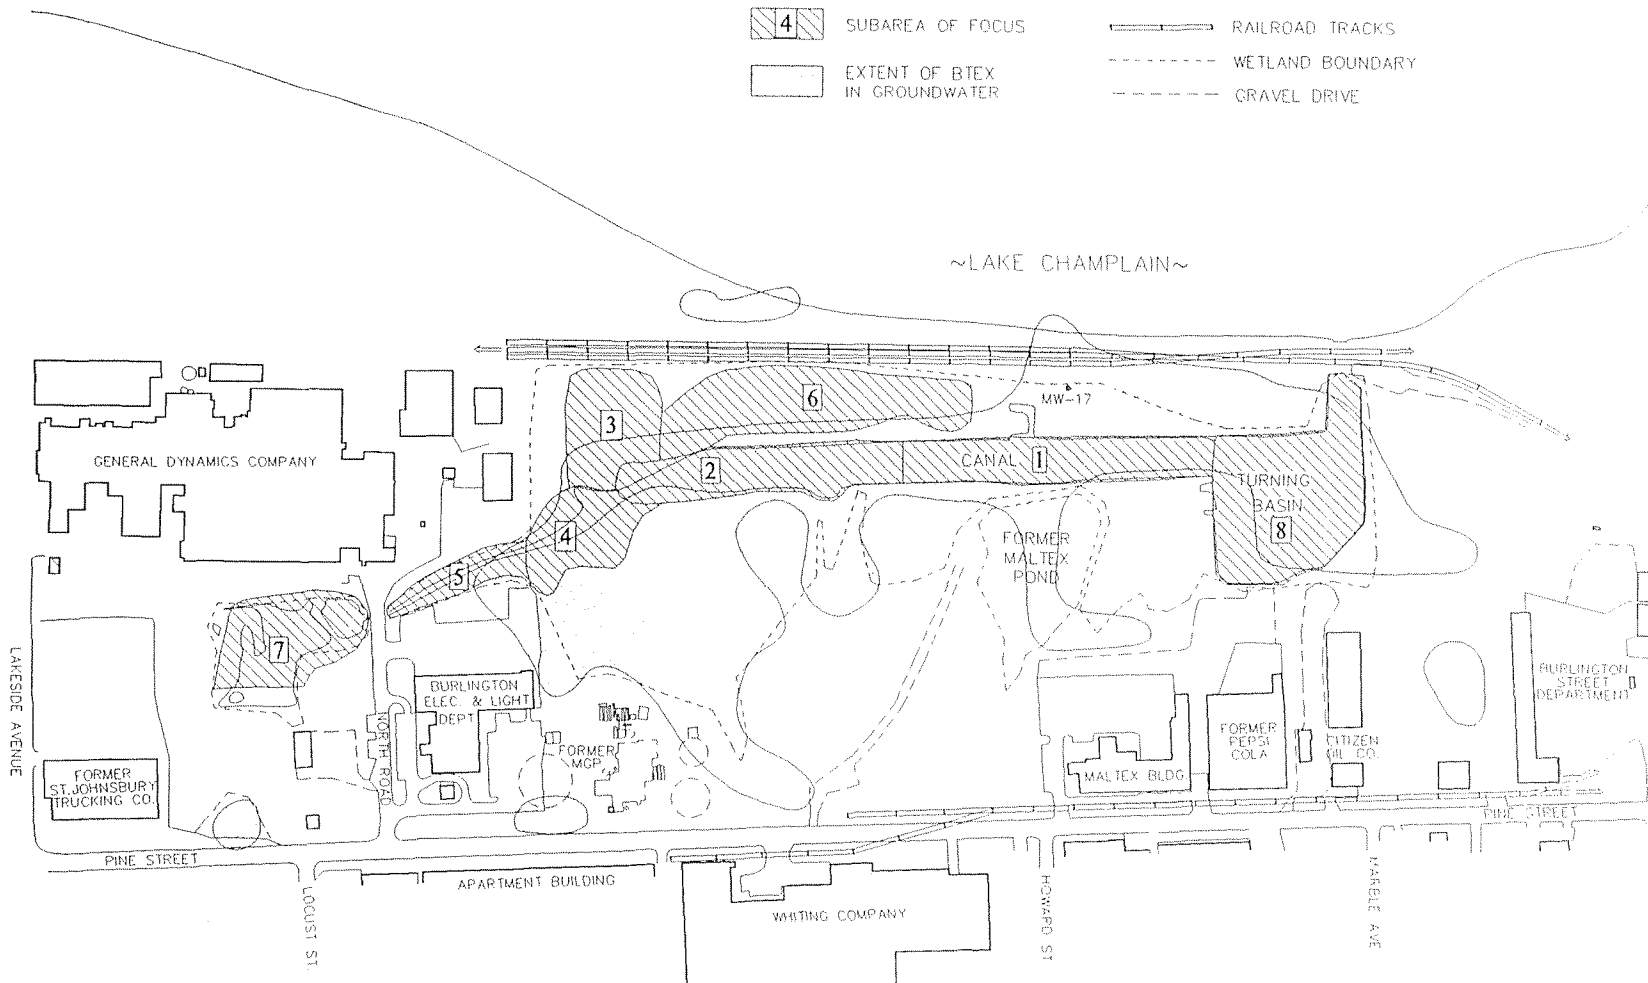 4
SUBAREA OF FOCUS
RAILROAD TRACKS
EXTENT OF BTEX
IN GROUNDWATER
WETLAND BOUNDARY
GRAVEL DRIVE
~LAKE CHAMPLAIN~
MW-17
6
3
2
CANAL
1
GENERAL DYNAMICS COMPANY
TURNING
BASIN
8
4
5
7
FORMER
MALTEX
POND
LAKESIDE AVENUE
NORTH ROAD
BURLINGTON
ELEC. & LIGHT
DEPT
FORMER
MGP
FORMER
ST.JOHNSBURY
TRUCKING CO.
MALTEX BLDG.
FORMER
PEPSI
COLA
CITIZEN
OIL CO.
BURLINGTON
STREET
DEPARTMENT
PINE STREET
PINE STREET
LOCUST ST.
APARTMENT BUILDING
WHITING COMPANY
HOWARD ST
MARBLE AVE